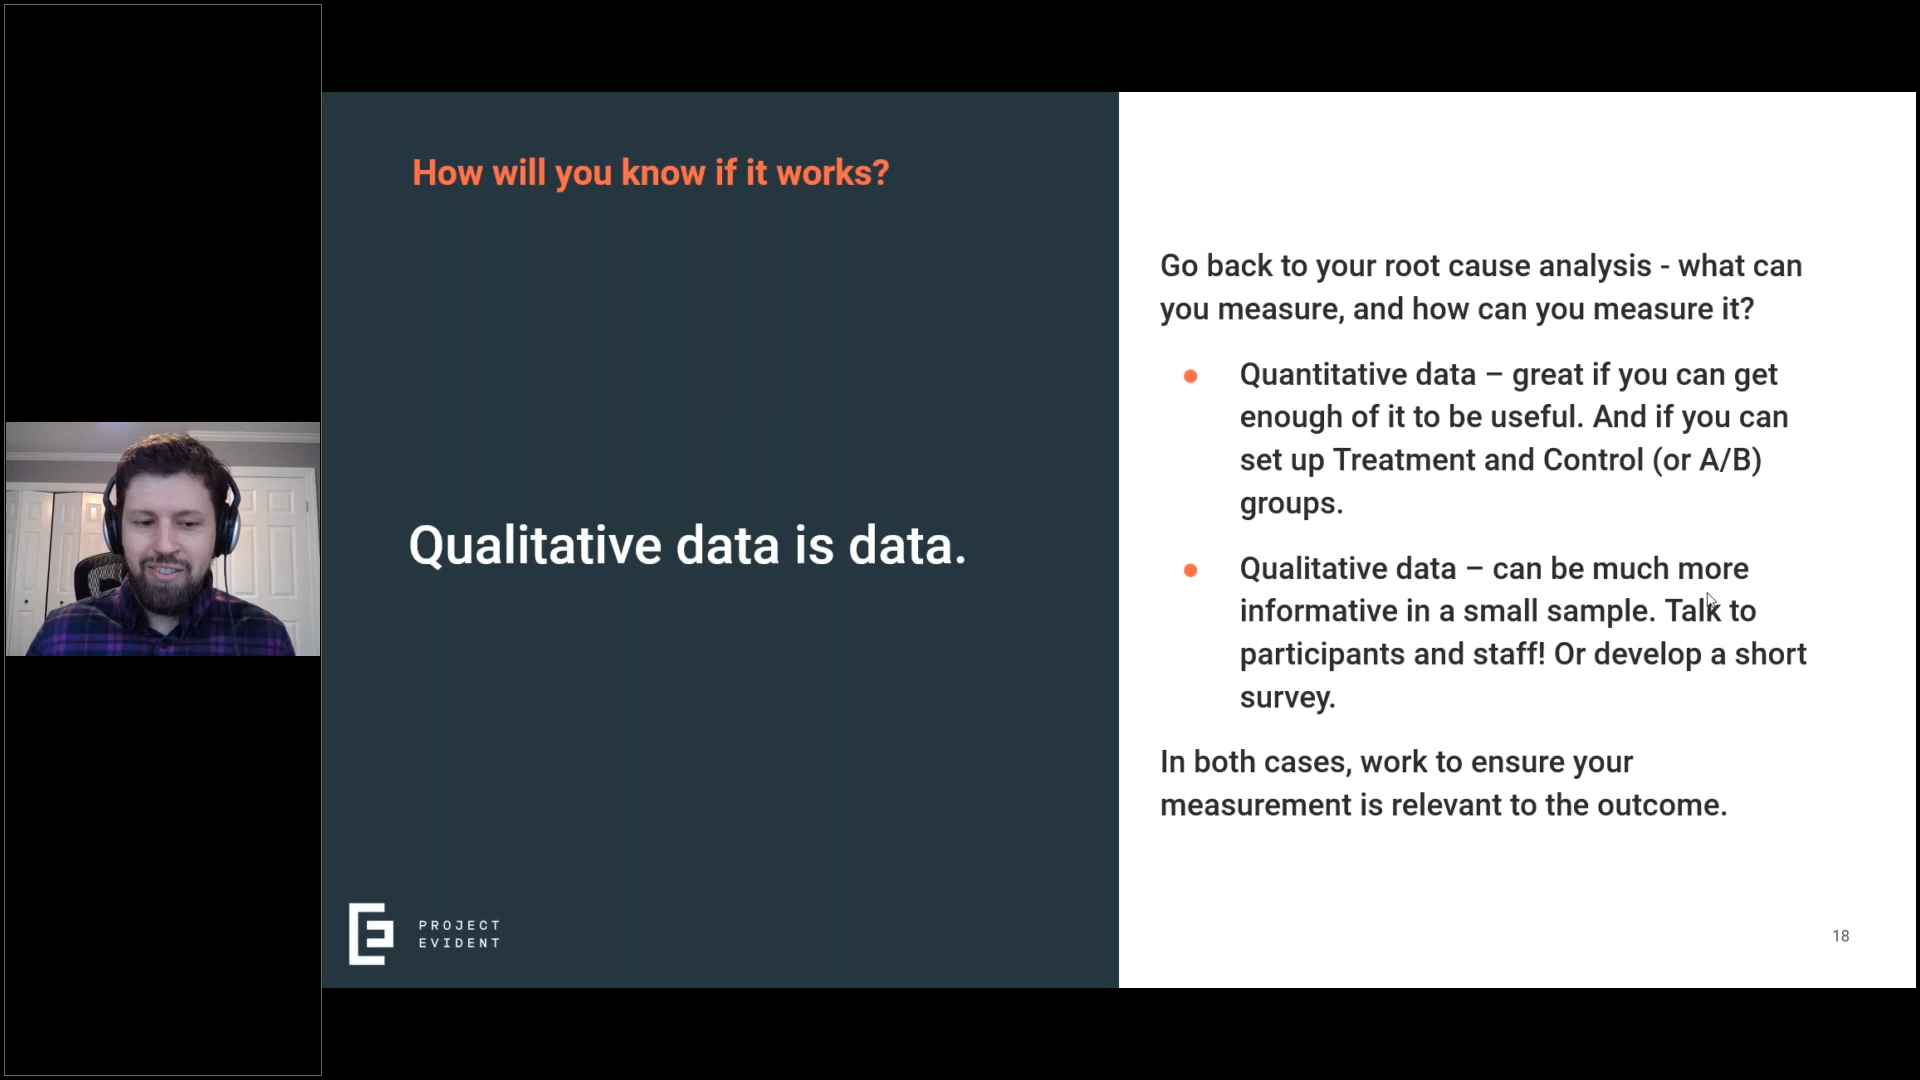 How will you know if it works?
Qualitative data is data.
PROJECT
EVIDENT
Go back to your root cause analysis - what can
you measure, and how can you measure it?
● Quantitative data – great if you can get
enough of it to be useful. And if you can
set up Treatment and Control (or A/B)
groups.
● Qualitative data – can be much more
informative in a small sample. Talk to
participants and staff! Or develop a short
survey.
In both cases, work to ensure your
measurement is relevant to the outcome.
18